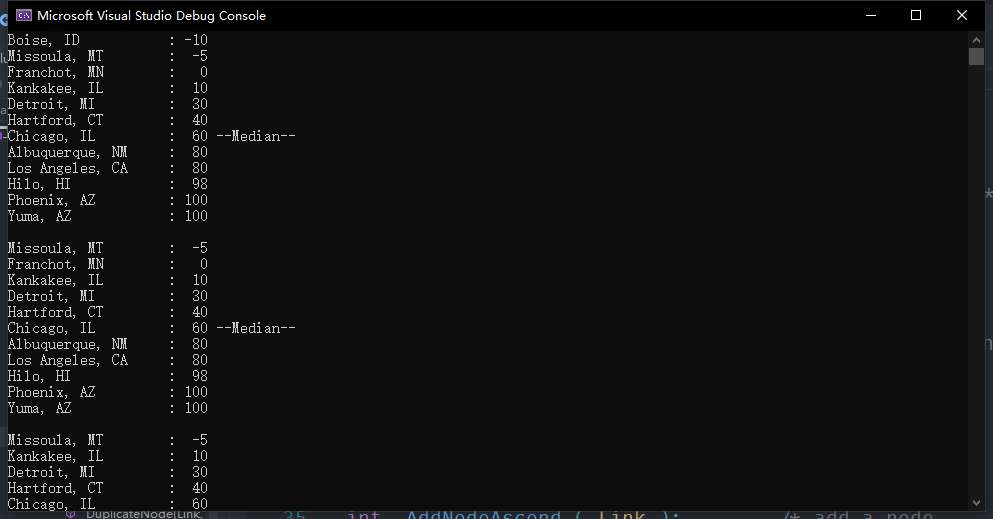 Microsoft Visual Studio Debug Console
Boise, ID : -10
Missoula, MT : -5
Franchot, MN : 0
Kankakee, IL : 10
Detroit, MI : 30
Hartford, CT : 40
Chicago, IL : 60 --Median--
Albuquerque, NM : 80
Los Angeles, CA : 80
Hilo, HI : 98
Phoenix, AZ : 100
Yuma, AZ : 100
Missoula, MT : -5
Franchot, MN : 0
Kankakee, IL : 10
Detroit, MI : 30
Hartford, CT : 40
Chicago, IL : 60 --Median--
Albuquerque, NM : 80
Los Angeles, CA : 80
Hilo, HI : 98
Phoenix, AZ : 100
Yuma, AZ : 100
Missoula, MT : -5
Kankakee, IL : 10
Detroit, MI : 30
Hartford, CT : 40
Chicago, IL : 60
DuplicateNode(Link, 35 int AddNodeAscend ( Link ); /* add a node